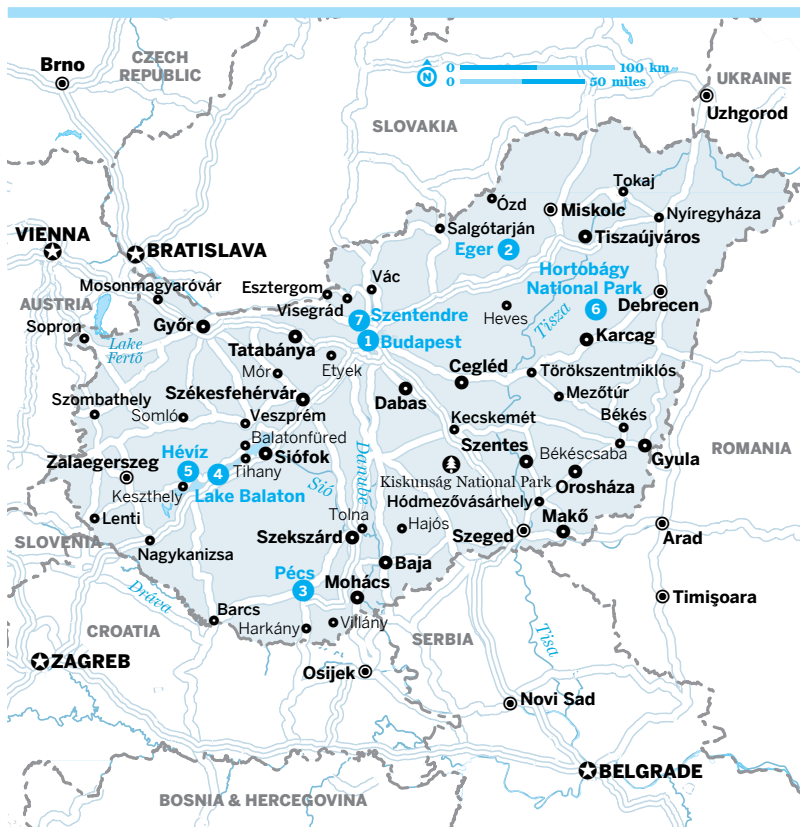 CZECH
REPUBLIC
Brno
N
0
100 km
0
50 miles
UKRAINE
Uzhgorod
SLOVAKIA
Tokaj
Ózd
Miskolc
Nyíregyháza
Salgótarján
Tiszaújváros
VIENNA
BRATISLAVA
Eger
2
Hortobágy
National Park
6
Vác
Esztergom
Mosonmagyaróvár
Visegrád
Debrecen
AUSTRIA
7
Szentendre
Heves
Tisza
Sopron
Győr
1
Budapest
Karcag
Lake
Fertő
Tatabánya
Etyek
Cegléd
Törökszentmiklós
Mór
Székesfehérvár
Dabas
Mezőtúr
Szombathely
Somló
Veszprém
Kecskemét
Békés
Balatonfüred
Danube
Szentes
Békéscsaba
ROMANIA
Hévíz
5
Siófok
Gyula
Zalaegerszeg
4
Tihany
Sió
Kiskunság National Park
Orosháza
Keszthely
Lake Balaton
Hódmezővásárhely
Lenti
Tolna
Hajós
Makó
SLOVENIA
Nagykanizsa
Szekszárd
Szeged
Arad
Baja
Pécs
3
Mohács
Dráva
Timişoara
Barcs
Harkány
Villány
CROATIA
SERBIA
Tisa
ZAGREB
Osijek
Novi Sad
BELGRADE
BOSNIA & HERCEGOVINA